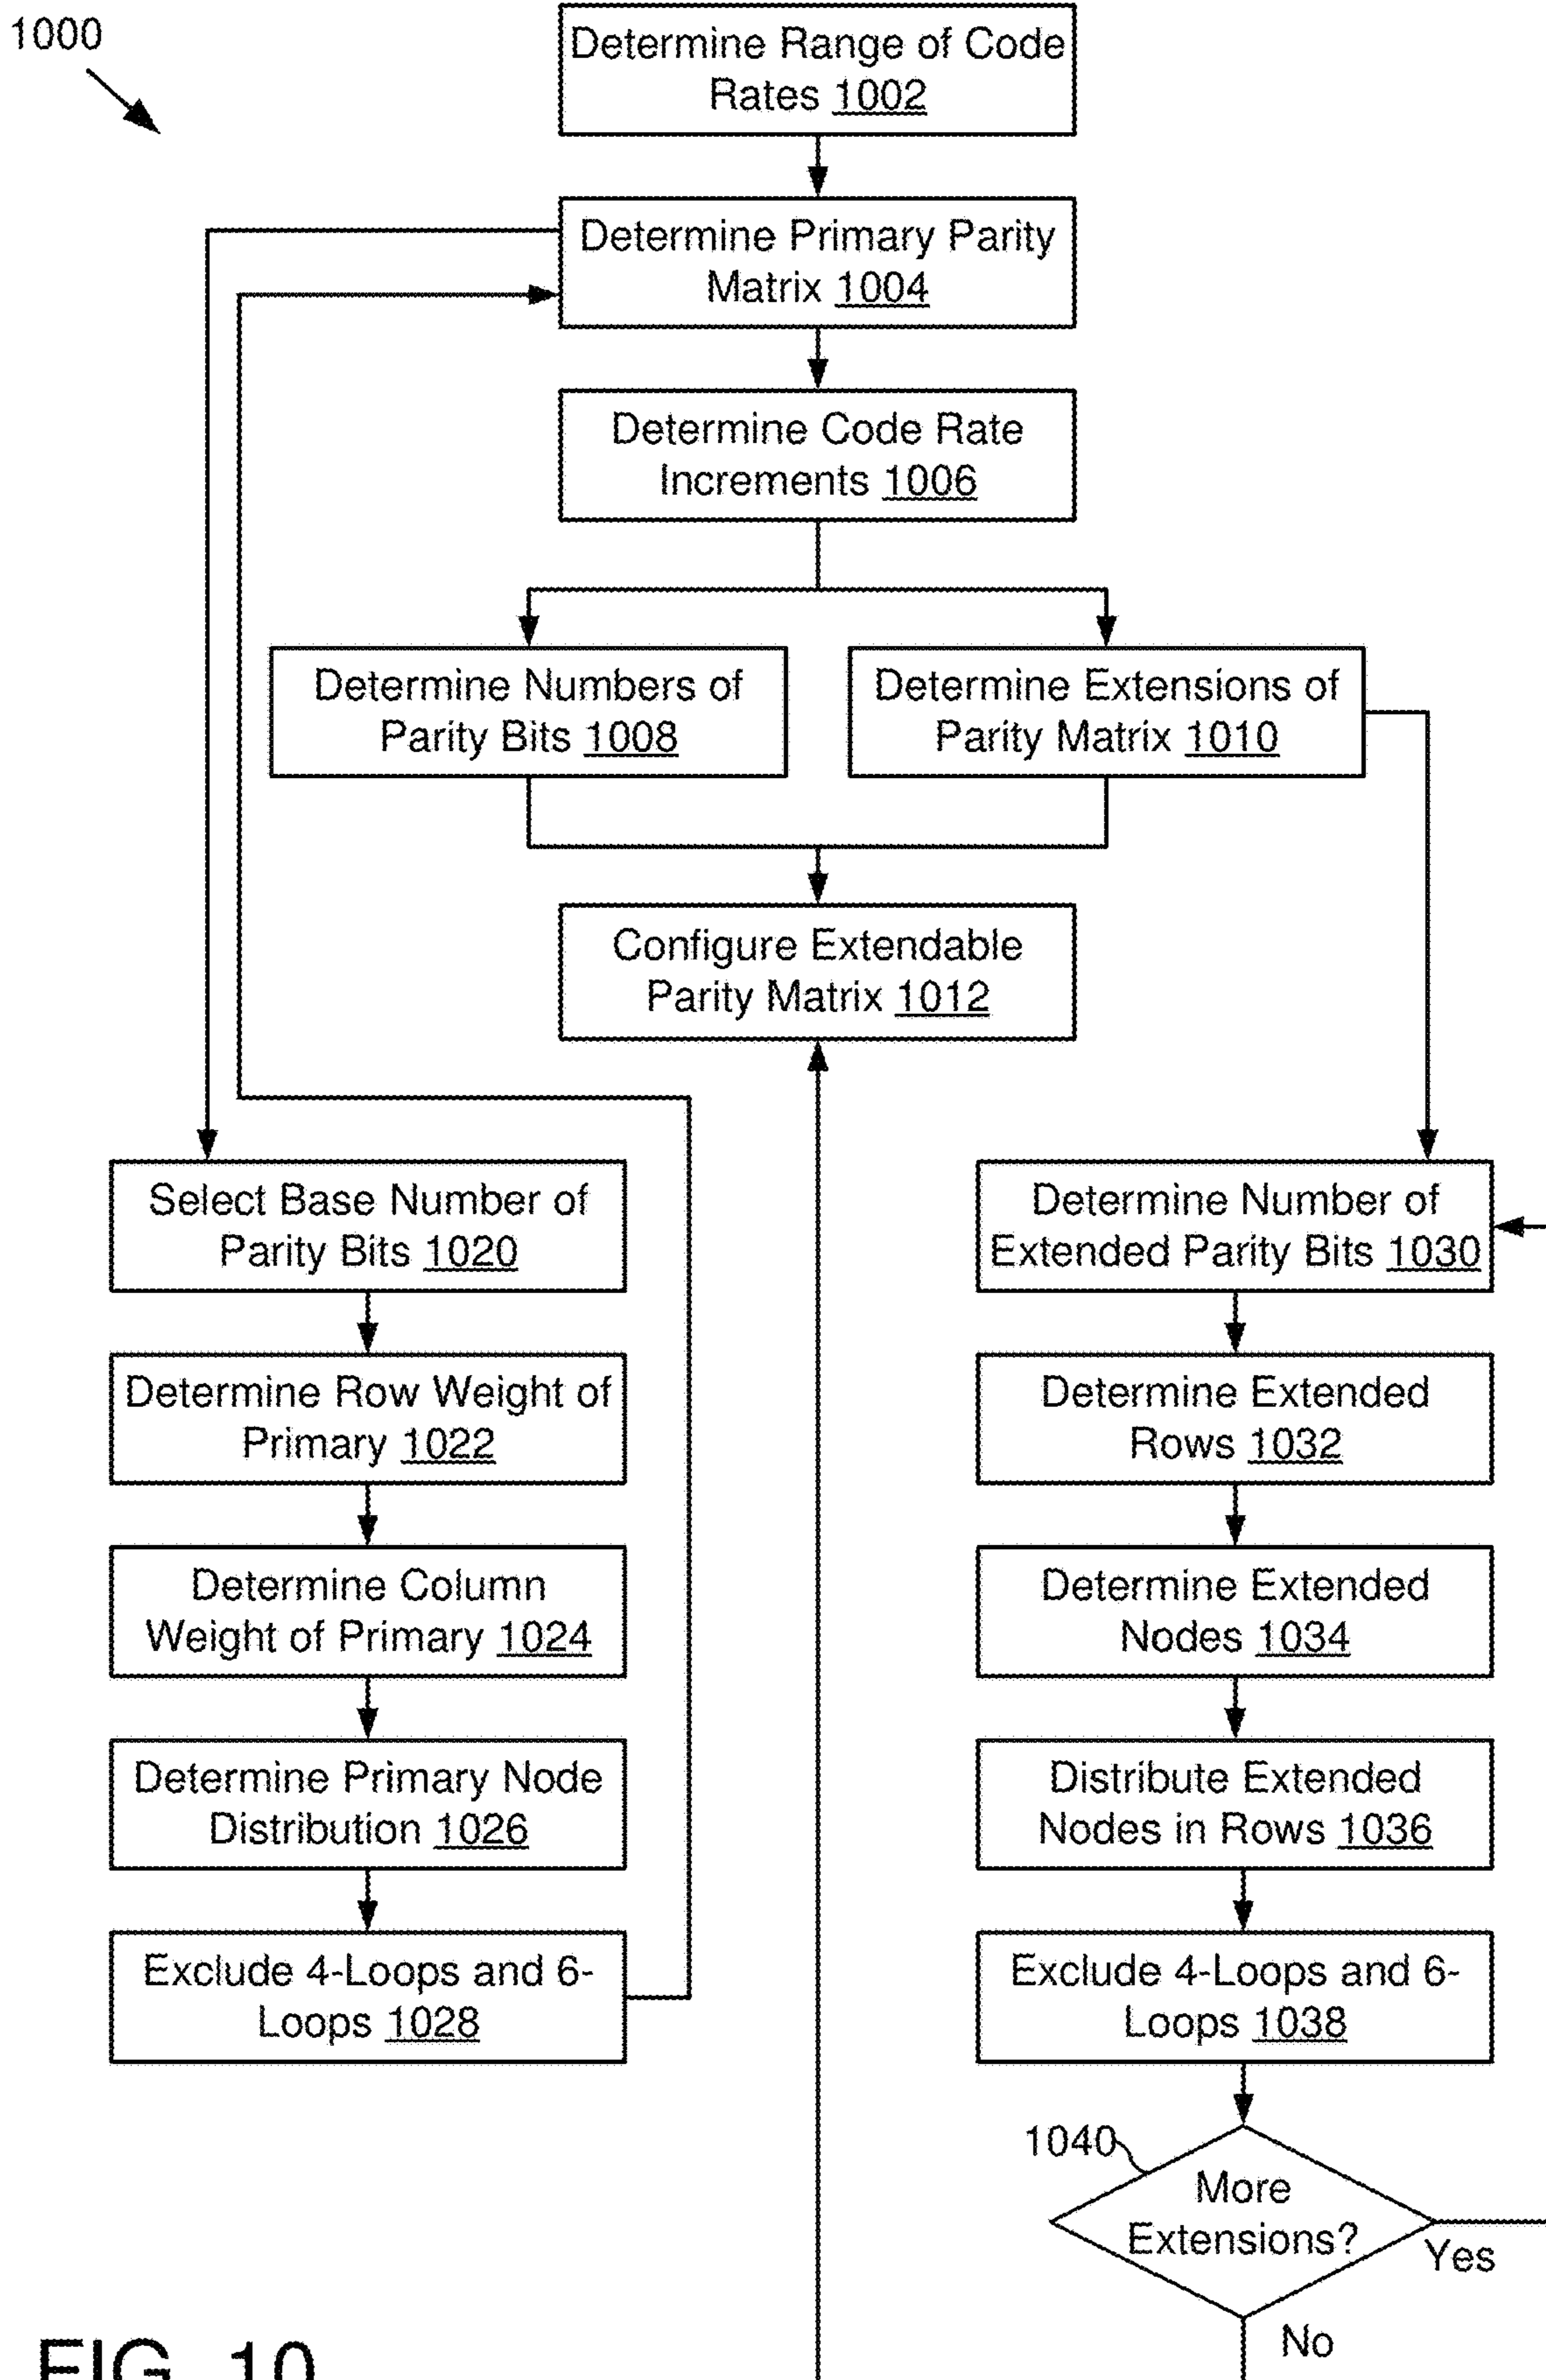 1000
Determine Range of Code
Rates 1002
Determine Primary Parity
Matrix 1004
Determine Code Rate
Increments 1006
Determine Numbers of
Parity Bits 1008
Determine Extensions of
Parity Matrix 1010
Configure Extendable
Parity Matrix 1012
Select Base Number of
Parity Bits 1020
Determine Row Weight of
Primary 1022
Determine Column
Weight of Primary 1024
Determine Primary Node
Distribution 1026
Exclude 4-Loops and 6-
Loops 1028
Determine Number of
Extended Parity Bits 1030
Determine Extended
Rows 1032
Determine Extended
Nodes 1034
Distribute Extended
Nodes in Rows 1036
Exclude 4-Loops and 6-
Loops 1038
1040
More
Extensions?
Yes
No
FIG. 10